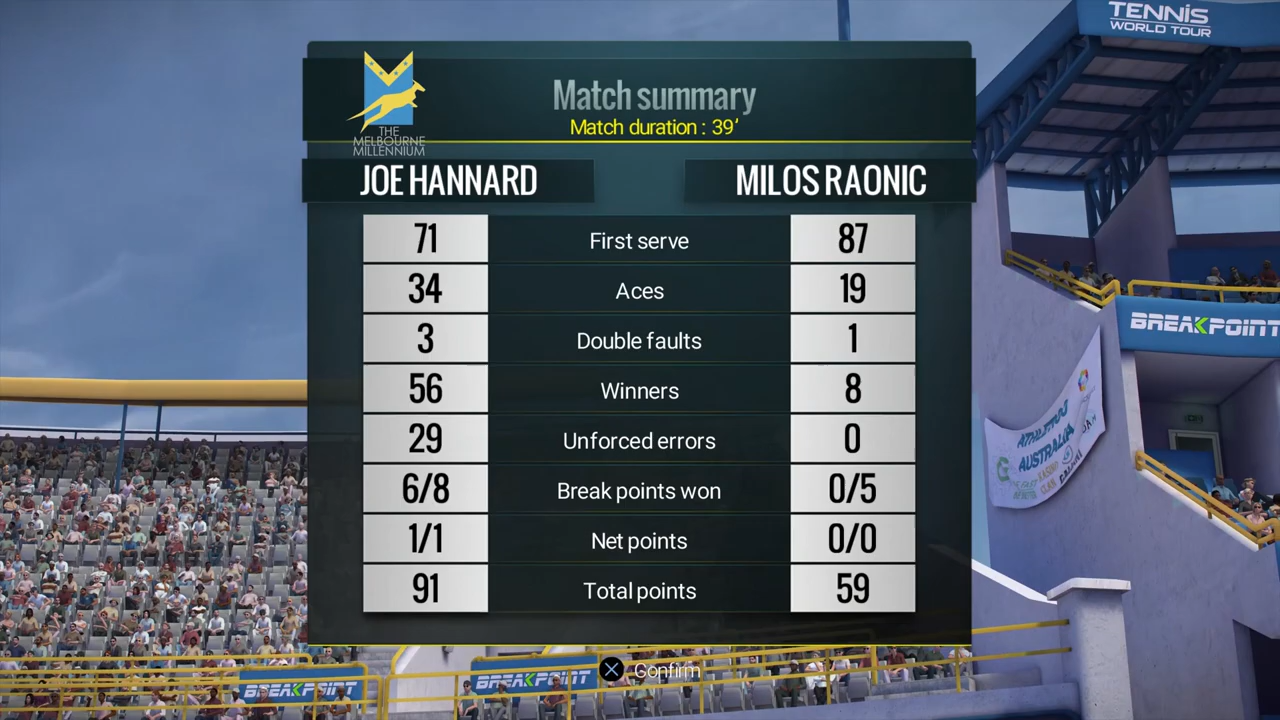 TENNIS
WORLD TOUR
Match summary
Match duration : 39'
THE
MELBOURNE
MILLENNIUM
JOE HANNARD
MILOS RAONIC
71 First serve 87
34 Aces 19
3 Double faults 1
56 Winners 8
29 Unforced errors 0
6/8 Break points won 0/5
1/1 Net points 0/0
91 Total points 59
BREAKPOINT
ATHLETICS
AUSTRALIA
BREAKPOINT
BREAKPOINT
Confirm